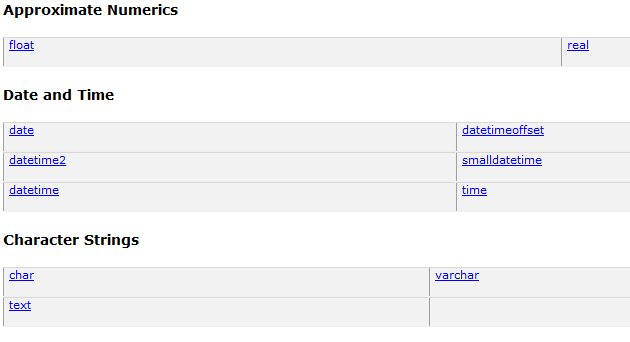 Approximate Numerics
float real
Date and Time
date datetimeoffset
datetime2 smalldatetime
datetime time
Character Strings
char varchar
text